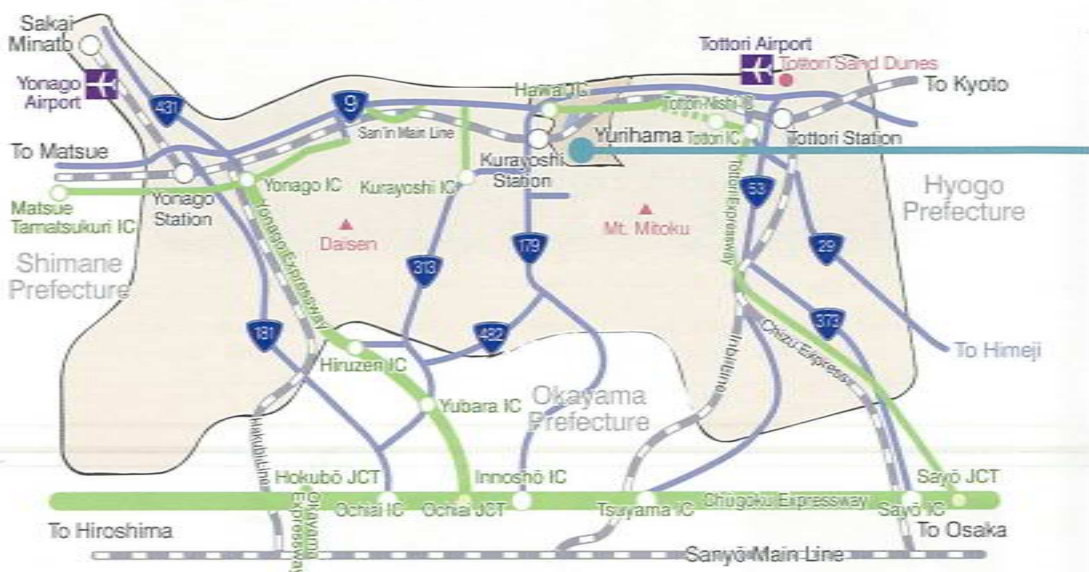 Sakai
Minato
Yonago
Airport
431
9
San'in Main Line
Hawai IC
Tottori Airport
Tottori Sand Dunes
To Kyoto
Tottori-Nishi IC
Tottori IC
Tottori Station
Yurihama
Kurayoshi
Station
To Matsue
Matsue
Tamatsukuri IC
Yonago
Station
Yonago IC
Kurayoshi IC
Yonago Expressway
Daisen
Mt. Mitoku
Tottori Expressway
53
Hyogo
Prefecture
Shimane
Prefecture
313
179
29
181
482
373
Hiruzen IC
Yubara IC
Okayama
Prefecture
Inbi Line
Chizu Express
To Himeji
Hakubi Line
Hokubō JCT
Okayama
Expressway
Ochiai IC
Ochiai JCT
Innoshō IC
Tsuyama IC
Chūgoku Expressway
Sayō IC
Sayō JCT
To Hiroshima
To Osaka
Sanyō Main Line